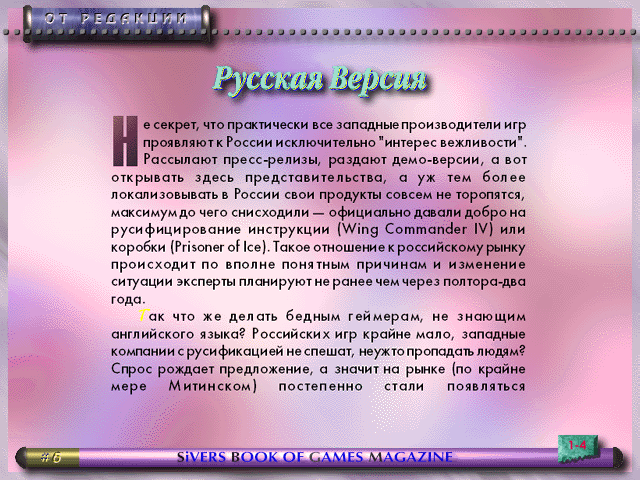 ОТ РЕДАКЦИИ
Русская Версия
Не секрет, что практически все западные производители игр
проявляют к России исключительно "интерес вежливости".
Рассылают пресс-релизы, раздают демо-версии, а вот
открывать здесь представительства, а уж тем более
локализовывать в России свои продукты совсем не торопятся,
максимум до чего снисходили — официально давали добро на
русифицирование инструкции (Wing Commander IV) или
коробки (Prisoner of Ice). Такое отношение к российскому рынку
происходит по вполне понятным причинам и изменение
ситуации эксперты планируют не ранее чем через полтора-два
года.
Так что же делать бедным геймерам, не знающим
английского языка? Российских игр крайне мало, западные
компании с русификацией не спешат, неужто пропадать людям?
Спрос рождает предложение, а значит на рынке (по крайне
мере Митинском) постепенно стали появляться
1-4
#6
SiVERS BOOK OF GAMES MAGAZINE